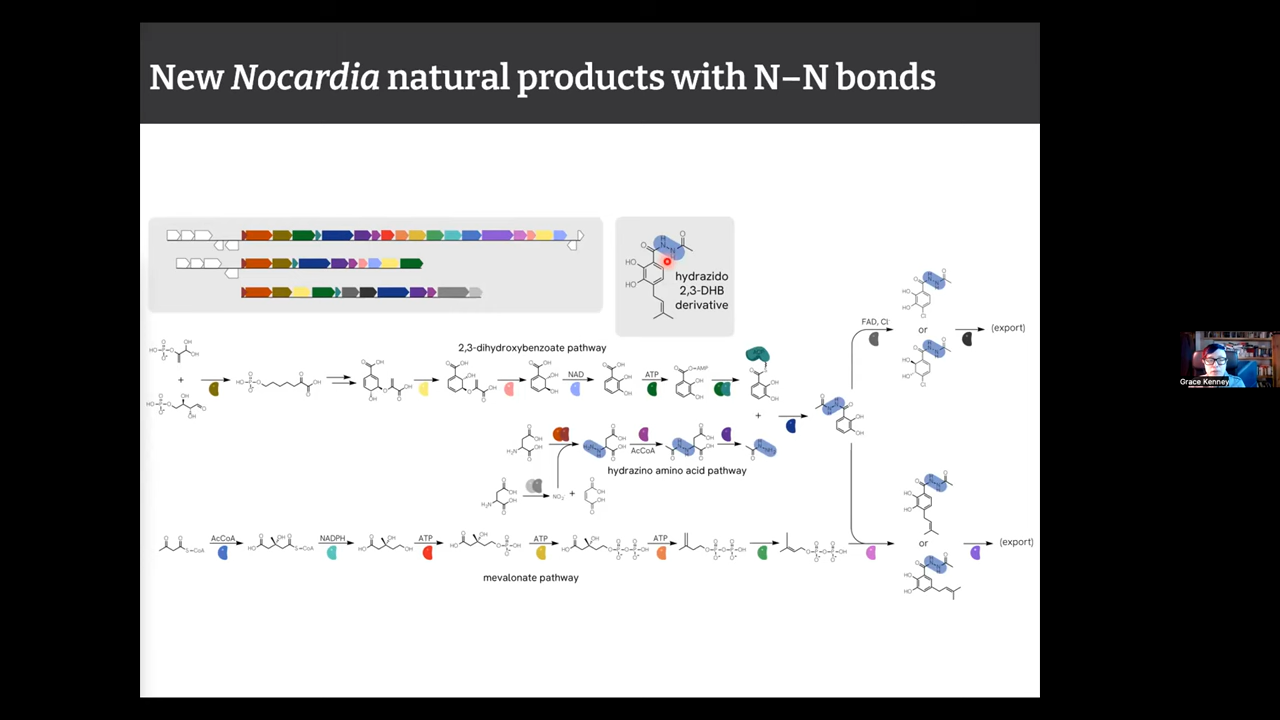 New Nocardia natural products with N–N bonds
hydrazido
2,3-DHB
derivative
2,3-dihydroxybenzoate pathway
FAD, Cl⁻
or
(export)
NAD
ATP
+
+
AcCoA
hydrazino amino acid pathway
NO₂⁻
+
AcCoA
NADPH
ATP
ATP
ATP
mevalonate pathway
or
(export)
Grace Kenney